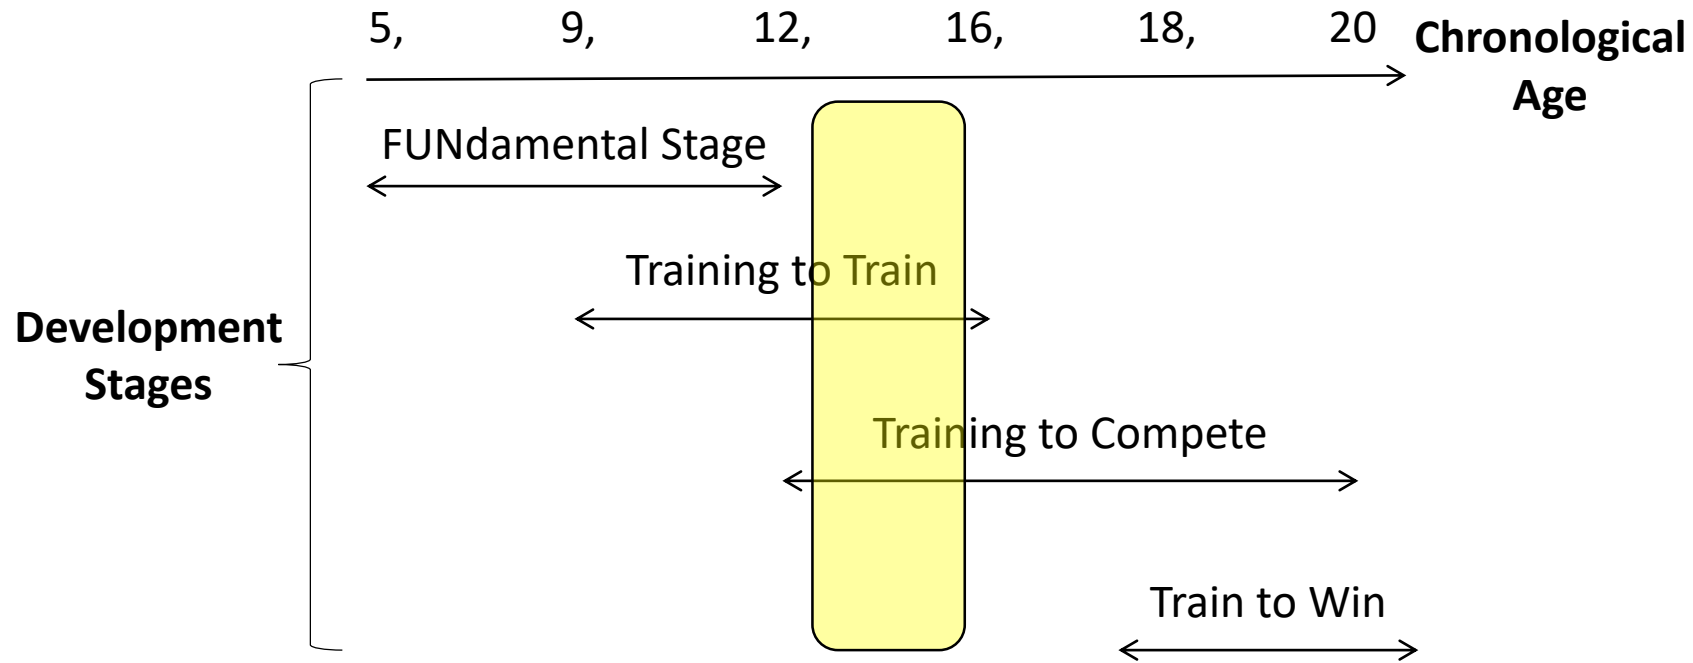 5, 9, 12, 16, 18, 20
Chronological
Age
FUNdamental Stage
Training to Train
Development
Stages
Training to Compete
Train to Win